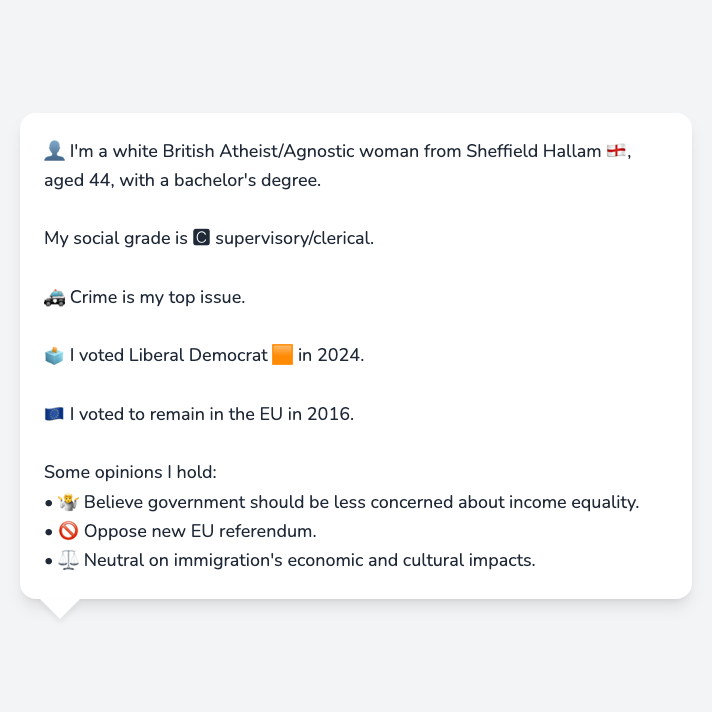 👤 I'm a white British Atheist/Agnostic woman from Sheffield Hallam 🏴󠁧󠁢󠁥󠁮󠁧󠁿,
aged 44, with a bachelor's degree.
My social grade is 🅲 supervisory/clerical.
🚓 Crime is my top issue.
🗳️ I voted Liberal Democrat 🟧 in 2024.
🇪🇺 I voted to remain in the EU in 2016.
Some opinions I hold:
• 🤷 Believe government should be less concerned about income equality.
• 🚫 Oppose new EU referendum.
• ⚖️ Neutral on immigration's economic and cultural impacts.